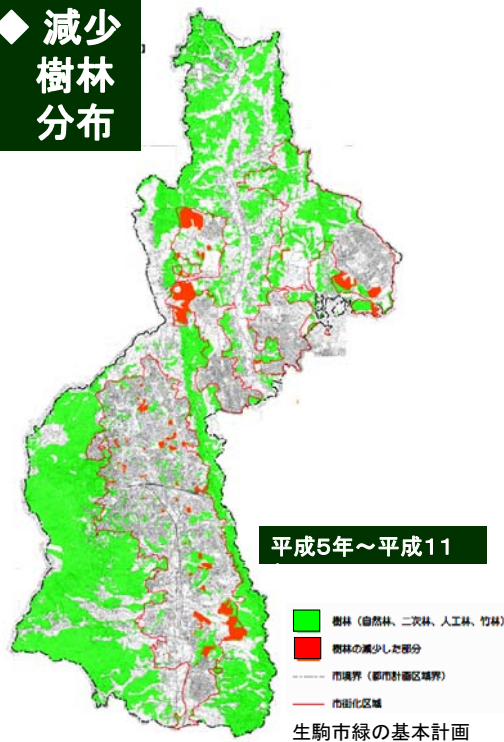 ◆ 減少
樹林
分布
平成5年～平成11
樹林（自然林、二次林、人工林、竹林）
樹林の減少した部分
市境界（都市計画区域界）
市街化区域
生駒市緑の基本計画